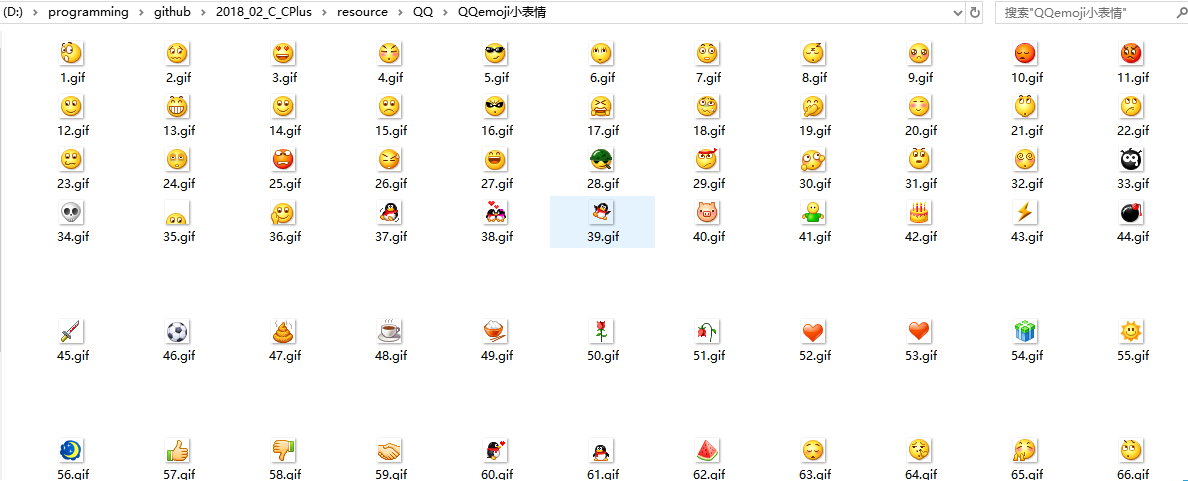 (D:) › programming › github › 2018_02_C_CPlus › resource › QQ › QQemoji小表情 搜索"QQemoji小表情"
1.gif 2.gif 3.gif 4.gif 5.gif 6.gif 7.gif 8.gif 9.gif 10.gif 11.gif
12.gif 13.gif 14.gif 15.gif 16.gif 17.gif 18.gif 19.gif 20.gif 21.gif 22.gif
23.gif 24.gif 25.gif 26.gif 27.gif 28.gif 29.gif 30.gif 31.gif 32.gif 33.gif
34.gif 35.gif 36.gif 37.gif 38.gif 39.gif 40.gif 41.gif 42.gif 43.gif 44.gif
45.gif 46.gif 47.gif 48.gif 49.gif 50.gif 51.gif 52.gif 53.gif 54.gif 55.gif
56.gif 57.gif 58.gif 59.gif 60.gif 61.gif 62.gif 63.gif 64.gif 65.gif 66.gif